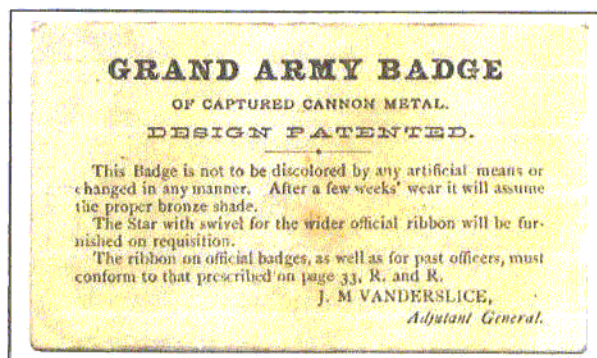 GRAND ARMY BADGE
OF CAPTURED CANNON METAL.
DESIGN PATENTED.
This Badge is not to be discolored by any artificial means or
changed in any manner. After a few weeks' wear it will assume
the proper bronze shade.
The Star with swivel for the wider official ribbon will be fur-
nished on requisition.
The ribbon on official badges, as well as for past officers, must
conform to that prescribed on page 33, R. and R.
J. M VANDERSLICE,
Adjutant General.